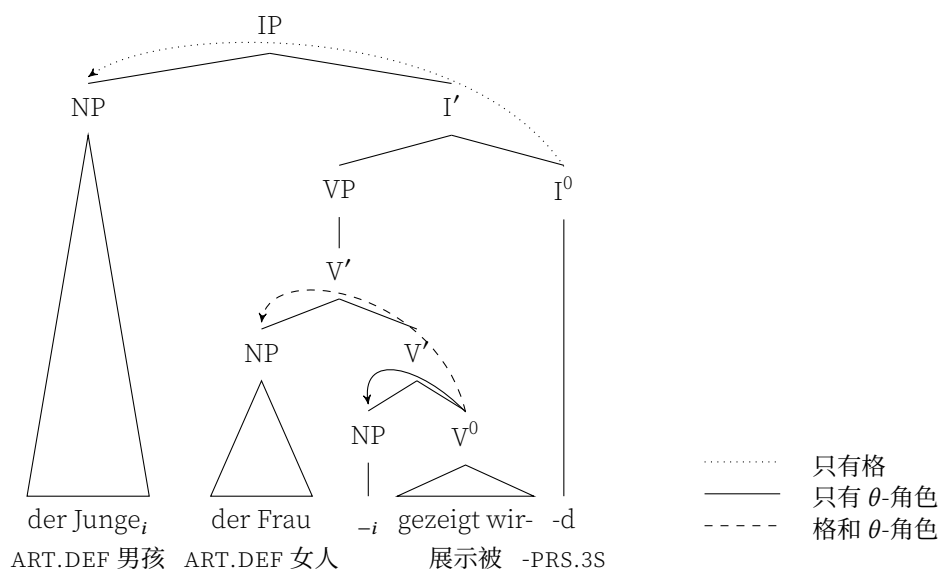 IP
NP I′
VP I⁰
V′
NP V′
NP V⁰
只有格
只有 θ-角色
格和 θ-角色
der Jungeᵢ der Frau –ᵢ gezeigt wir- -d
ART.DEF 男孩 ART.DEF 女人 展示被 -PRS.3S